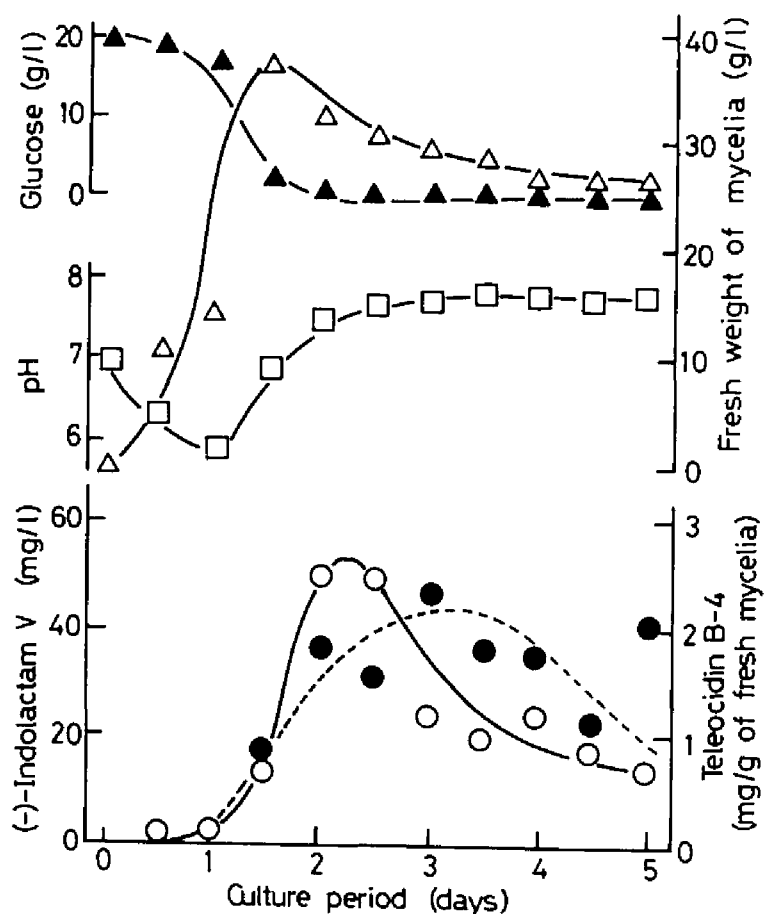 Glucose (g/l)
20
10
0
Fresh weight of mycelia (g/l)
40
30
20
10
0
pH
8
7
6
(-)-Indolactam V (mg/l)
60
40
20
0
Teleocidin B-4
(mg/g of fresh mycelia)
3
2
1
0
0 1 2 3 4 5
Culture period (days)